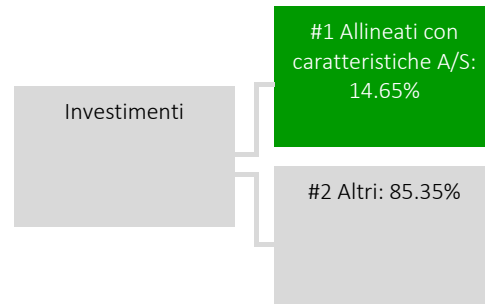 #1 Allineati con
caratteristiche A/S:
14.65%
Investimenti
#2 Altri: 85.35%